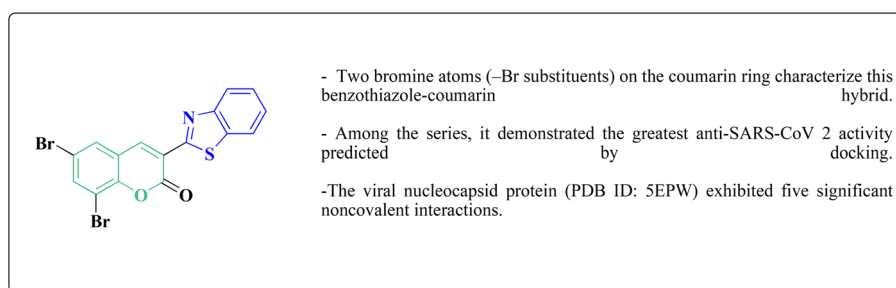 - Two bromine atoms (–Br substituents) on the coumarin ring characterize this
benzothiazole-coumarin hybrid.
- Among the series, it demonstrated the greatest anti-SARS-CoV 2 activity
predicted by docking.
-The viral nucleocapsid protein (PDB ID: 5EPW) exhibited five significant
noncovalent interactions.
N
Br
S
O
O
Br